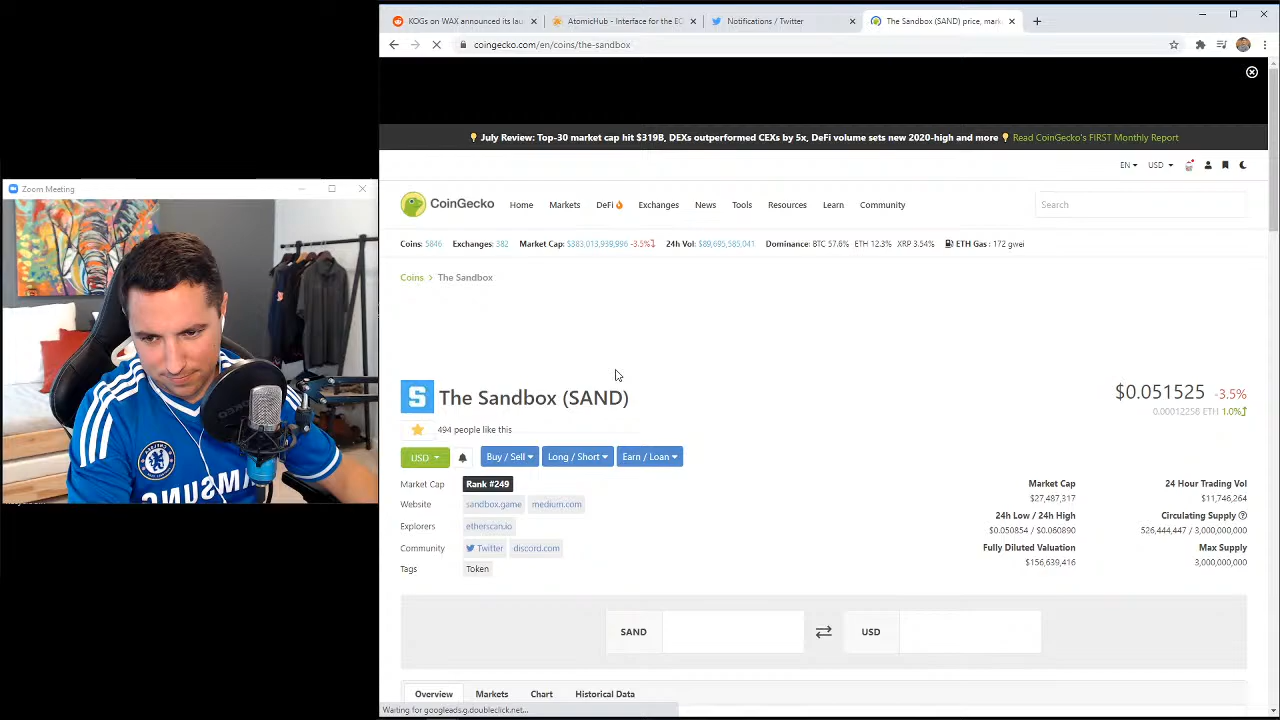 KOGs on WAX announced its lau
AtomicHub - Interface for the EO
Notifications / Twitter
The Sandbox (SAND) price, mark
coingecko.com/en/coins/the-sandbox
July Review: Top-30 market cap hit $319B, DEXs outperformed CEXs by 5x, DeFi volume sets new 2020-high and more Read CoinGecko's FIRST Monthly Report
EN USD
Zoom Meeting
CoinGecko Home Markets DeFi Exchanges News Tools Resources Learn Community Search
Coins: 5846 Exchanges: 382 Market Cap: $383,013,939,996 -3.5% 24h Vol: $89,695,585,041 Dominance: BTC 57.6% ETH 12.3% XRP 3.54% ETH Gas: 172 gwei
Coins > The Sandbox
S The Sandbox (SAND) $0.051525 -3.5%
0.00012258 ETH 1.0%
494 people like this
USD Buy / Sell Long / Short Earn / Loan
Market Cap Rank #249 Market Cap 24 Hour Trading Vol
Website sandbox.game medium.com $27,487,317 $11,746,264
24h Low / 24h High Circulating Supply
Explorers etherscan.io $0.050854 / $0.060890 526,444,447 / 3,000,000,000
Community Twitter discord.com Fully Diluted Valuation Max Supply
Tags Token $156,639,416 3,000,000,000
SAND USD
Overview Markets Chart Historical Data
Waiting for googleads.g.doubleclick.net...
SAMSUNG